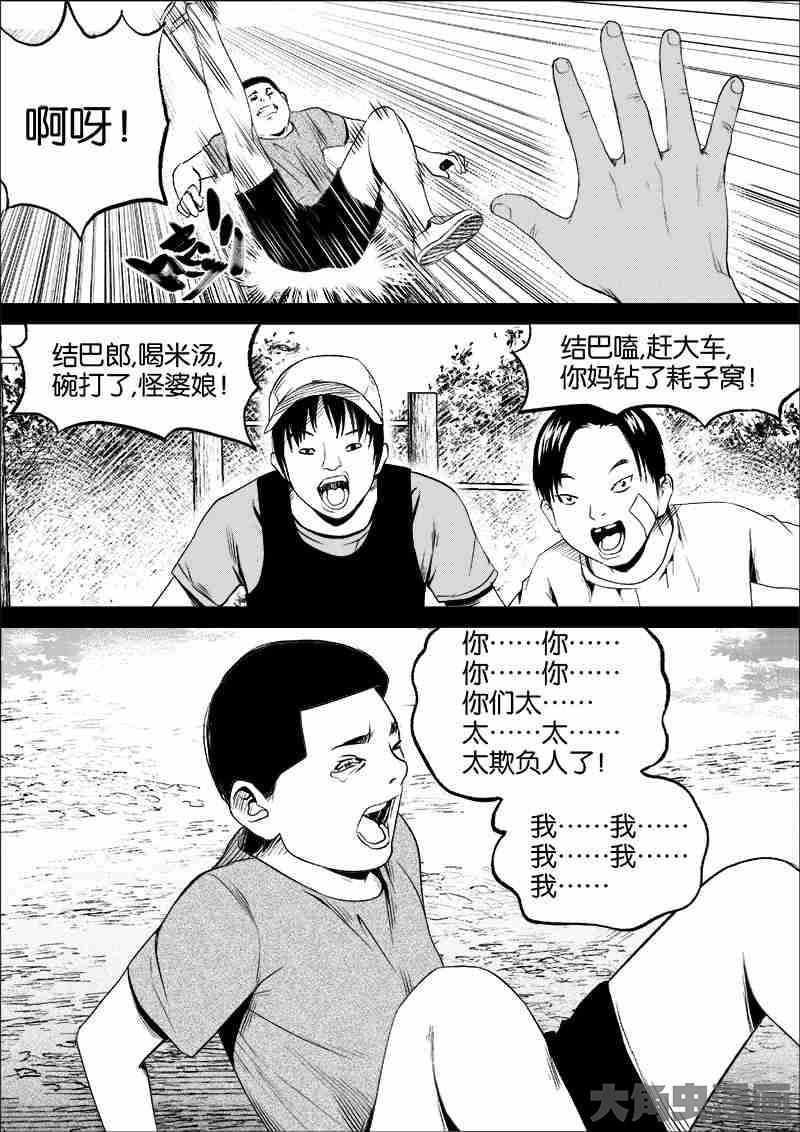 啊呀！
结巴郎,喝米汤,
碗打了,怪婆娘！
结巴嗑,赶大车,
你妈钻了耗子窝！
你……你……
你……你……
你们太……
太……太……
太欺负人了！
我……我……
我……我……
我……
大角虫漫画